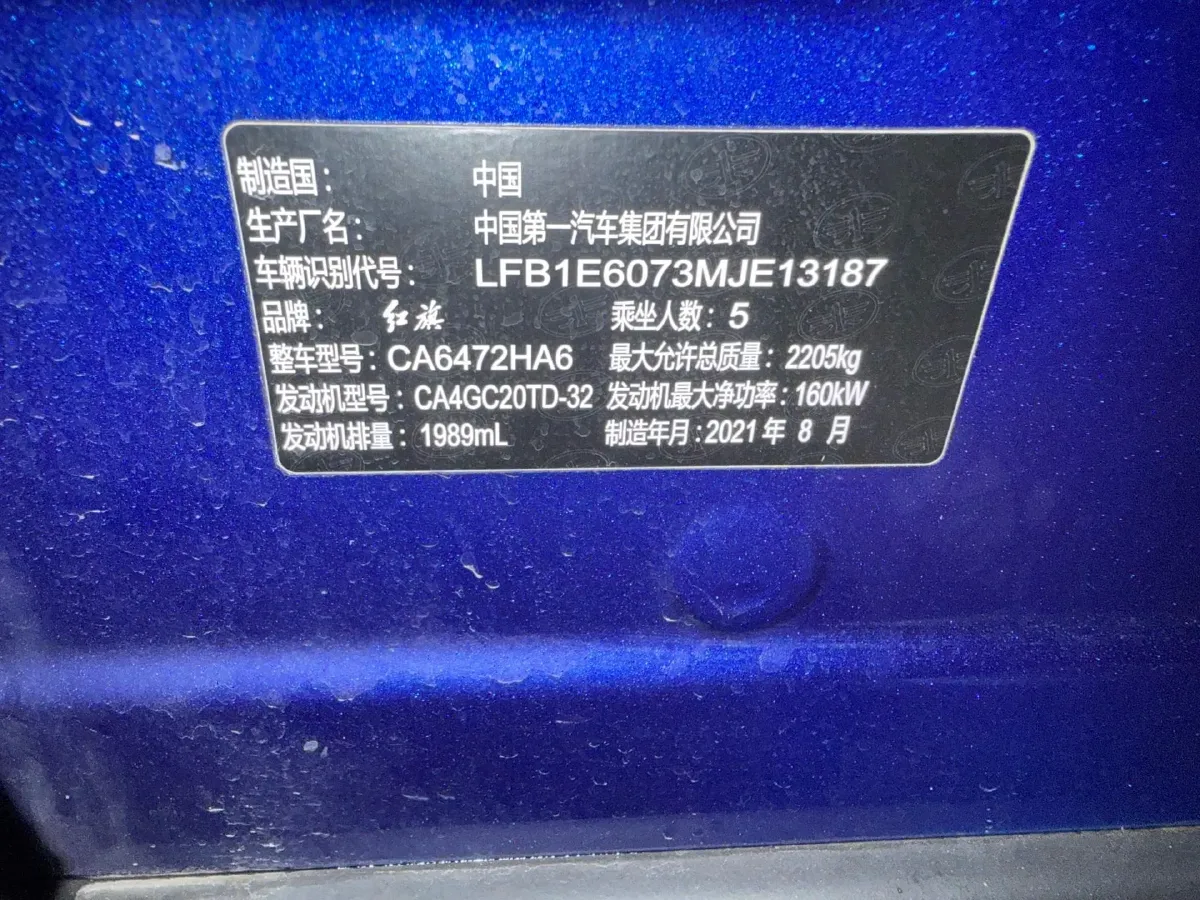 制造国： 中国
生产厂名： 中国第一汽车集团有限公司
车辆识别代号： LFB1E6073MJE13187
品牌： 红旗 乘坐人数：5
整车型号：CA6472HA6 最大允许总质量：2205kg
发动机型号：CA4GC20TD-32 发动机最大净功率：160kW
发动机排量：1989mL 制造年月：2021年 8 月